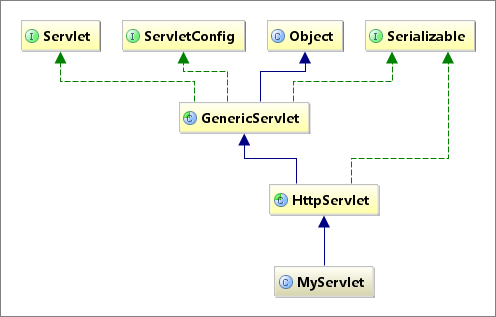 I Servlet
I ServletConfig
C Object
I Serializable
C GenericServlet
C HttpServlet
C MyServlet